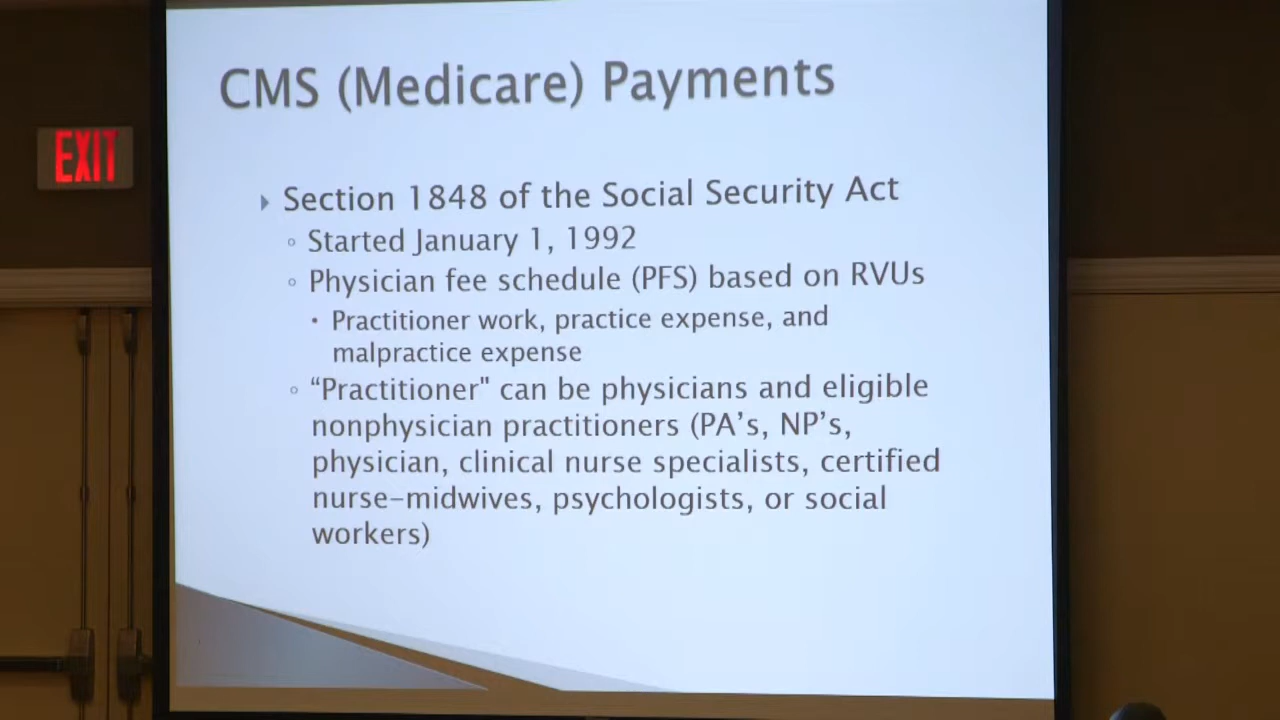 CMS (Medicare) Payments
EXIT
Section 1848 of the Social Security Act
Started January 1, 1992
Physician fee schedule (PFS) based on RVUs
Practitioner work, practice expense, and
malpractice expense
“Practitioner" can be physicians and eligible
nonphysician practitioners (PA’s, NP’s,
physician, clinical nurse specialists, certified
nurse-midwives, psychologists, or social
workers)